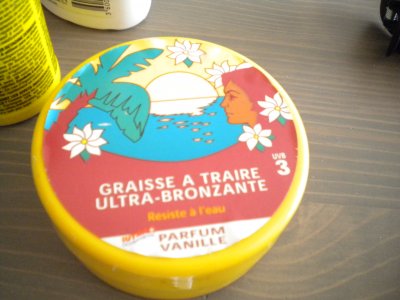 GRAISSE A TRAIRE
ULTRA-BRONZANTE
UVB
3
Resiste à l'eau
PARFUM
VANILLE